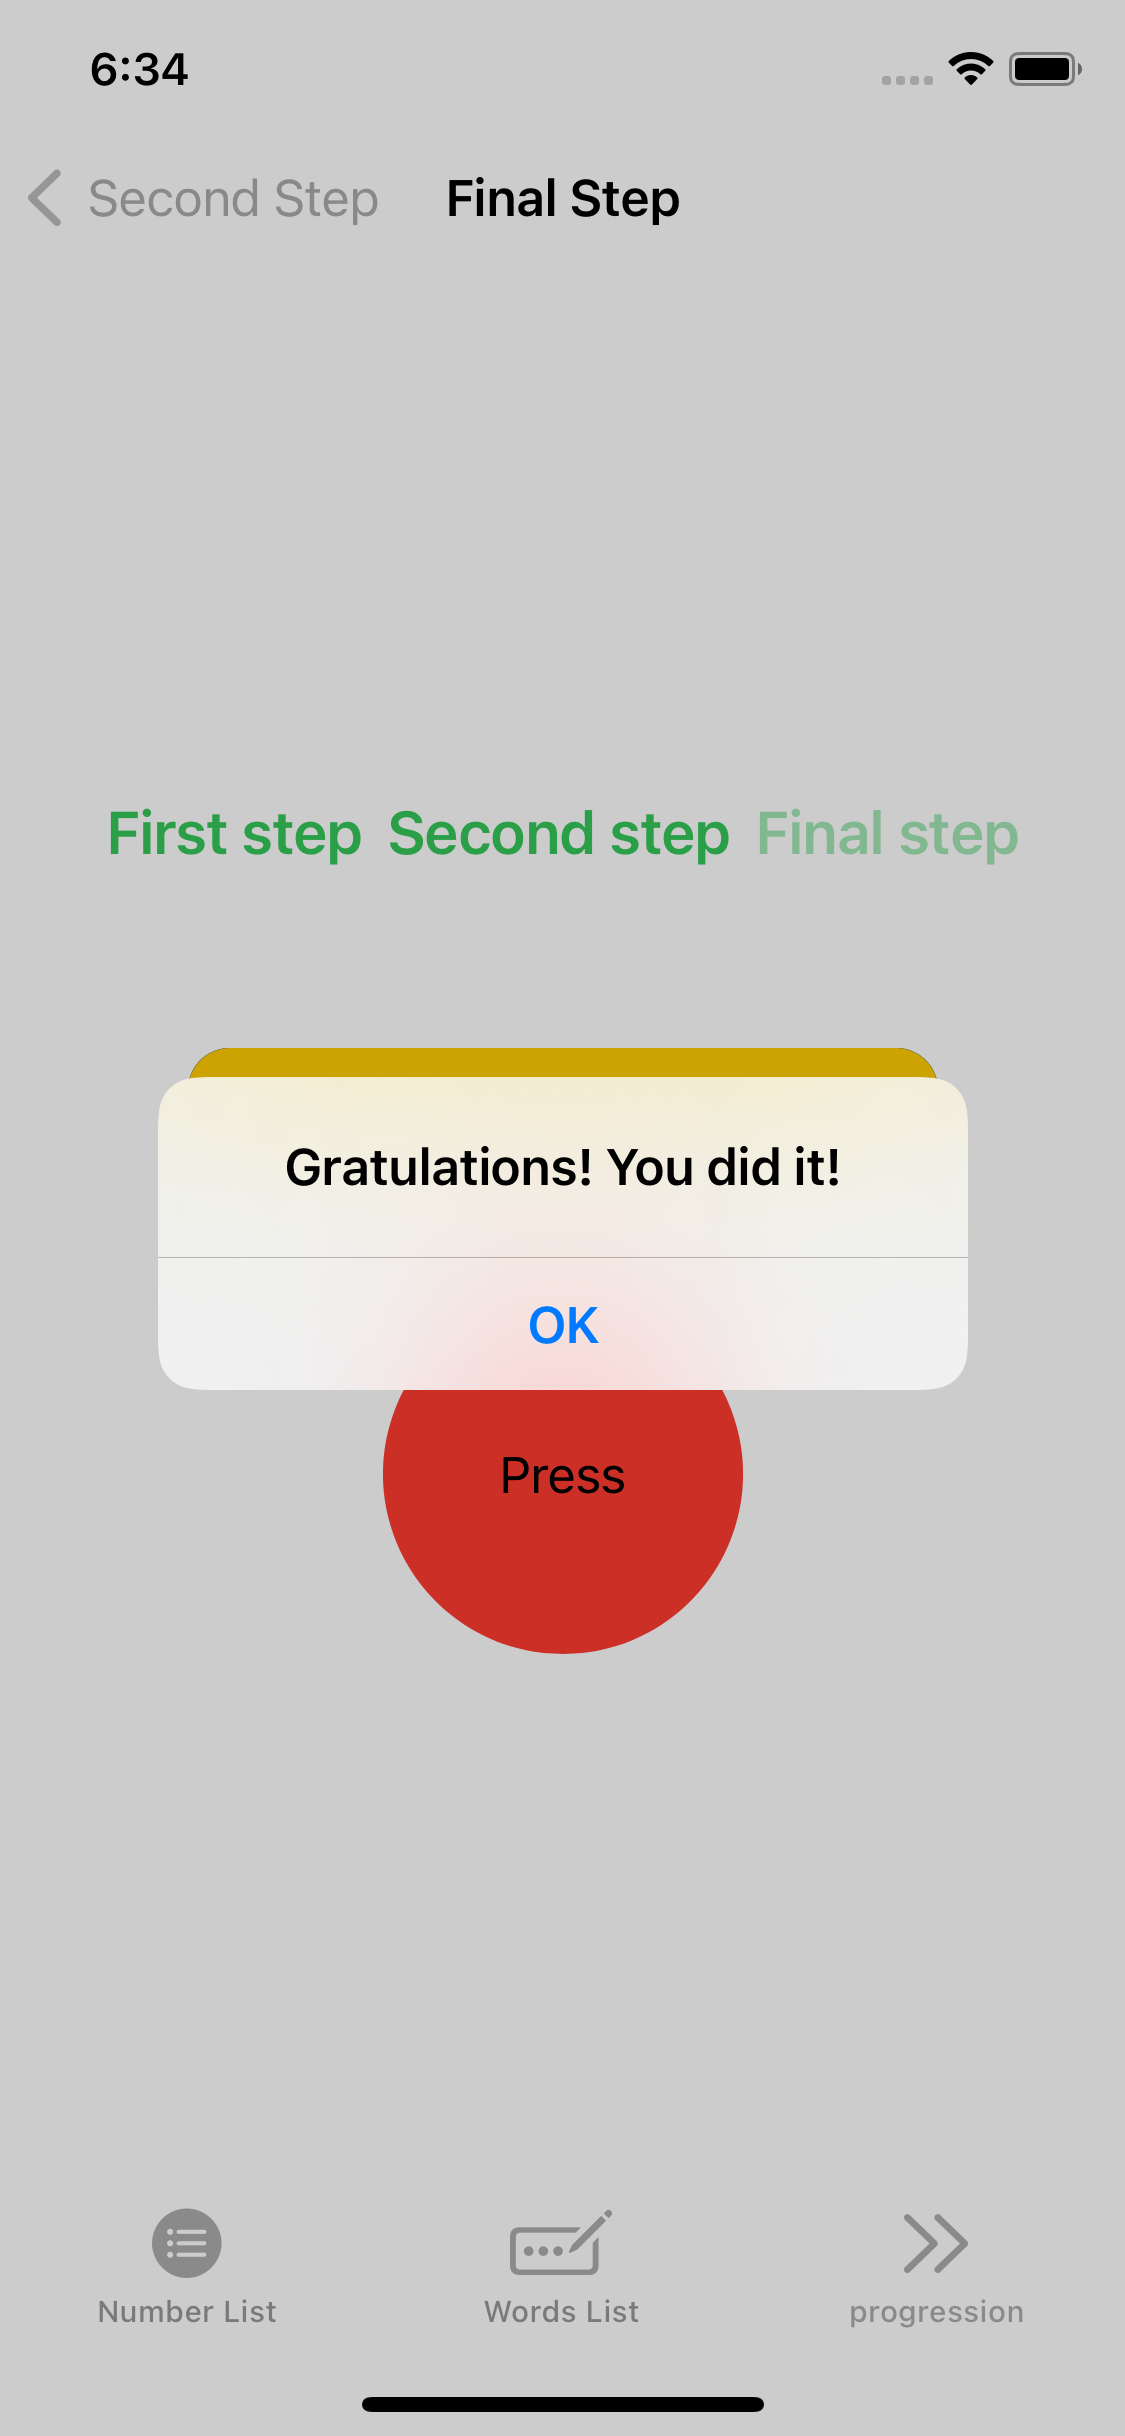 6:34
Second Step Final Step
First step Second step Final step
Gratulations! You did it!
OK
Press
Number List Words List progression